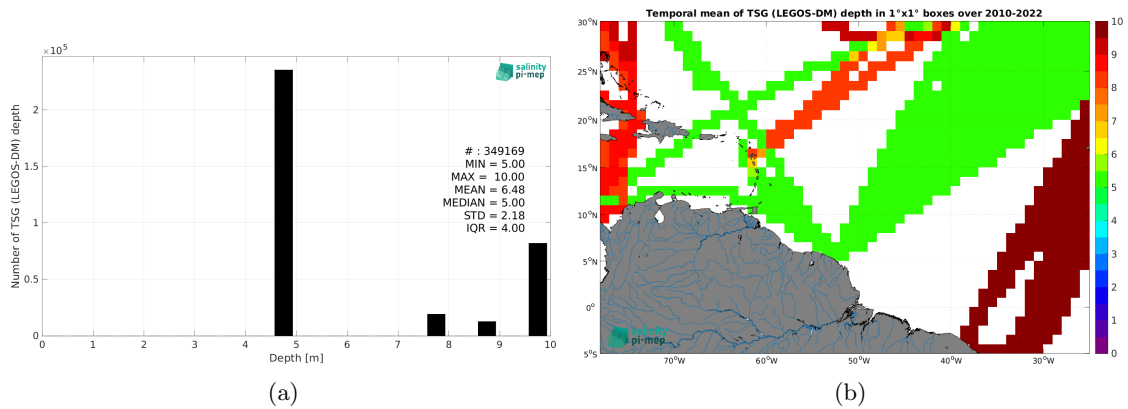 ×10⁵
Number of TSG (LEGOS-DM) depth
2
1.5
1
0.5
0
salinity
pi-mep
# : 349169
MIN = 5.00
MAX = 10.00
MEAN = 6.48
MEDIAN = 5.00
STD = 2.18
IQR = 4.00
0 1 2 3 4 5 6 7 8 9 10
Depth [m]
(a)
Temporal mean of TSG (LEGOS-DM) depth in 1°x1° boxes over 2010-2022
30°N
25°N
20°N
15°N
10°N
5°N
0°
5°S
70°W 60°W 50°W 40°W 30°W
salinity
pi-mep
10
9
8
7
6
5
4
3
2
1
0
(b)